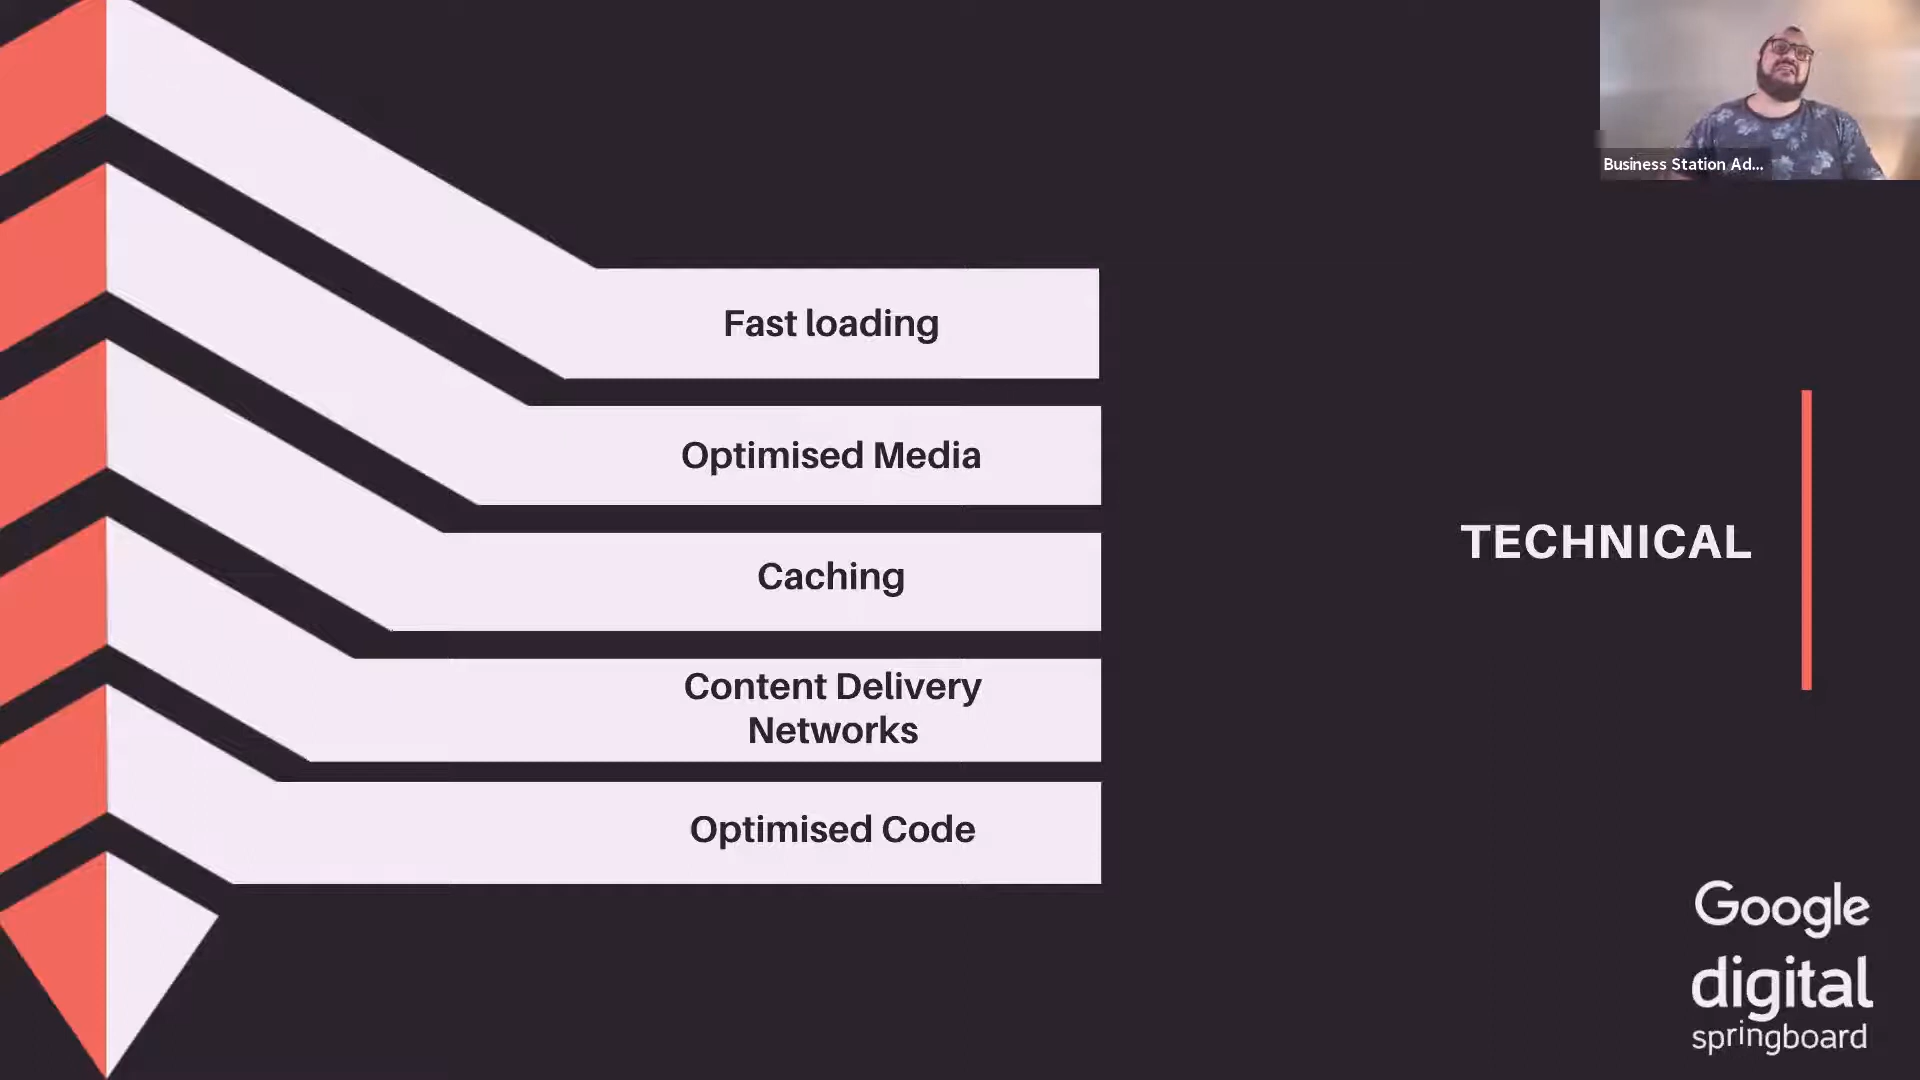 Business Station Ad...
Fast loading
Optimised Media
Caching
Content Delivery
Networks
Optimised Code
TECHNICAL
Google
digital
springboard